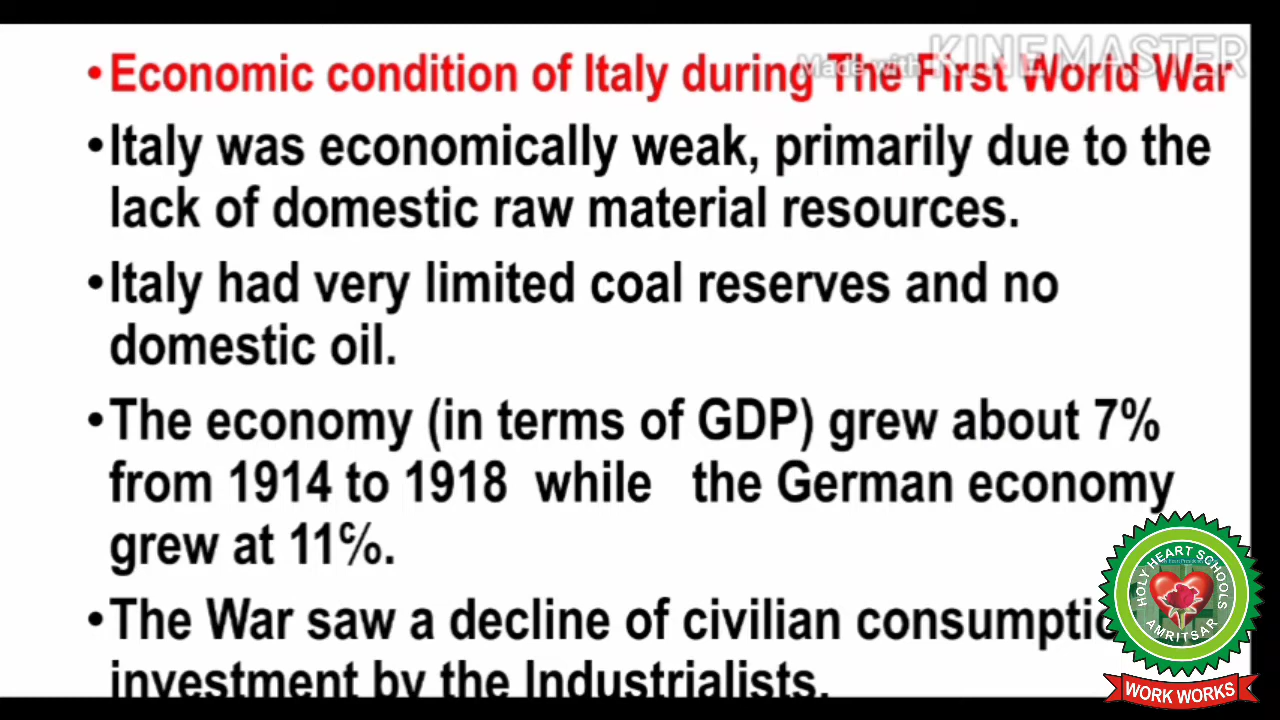 • Economic condition of Italy during The First World War
Made with KINEMASTER
• Italy was economically weak, primarily due to the
lack of domestic raw material resources.
• Italy had very limited coal reserves and no
domestic oil.
• The economy (in terms of GDP) grew about 7%
from 1914 to 1918 while the German economy
grew at 11℅.
• The War saw a decline of civilian
investment by the Industrialists.
HOLY HEART SCHOOLS
AMRITSAR
WORK WORKS